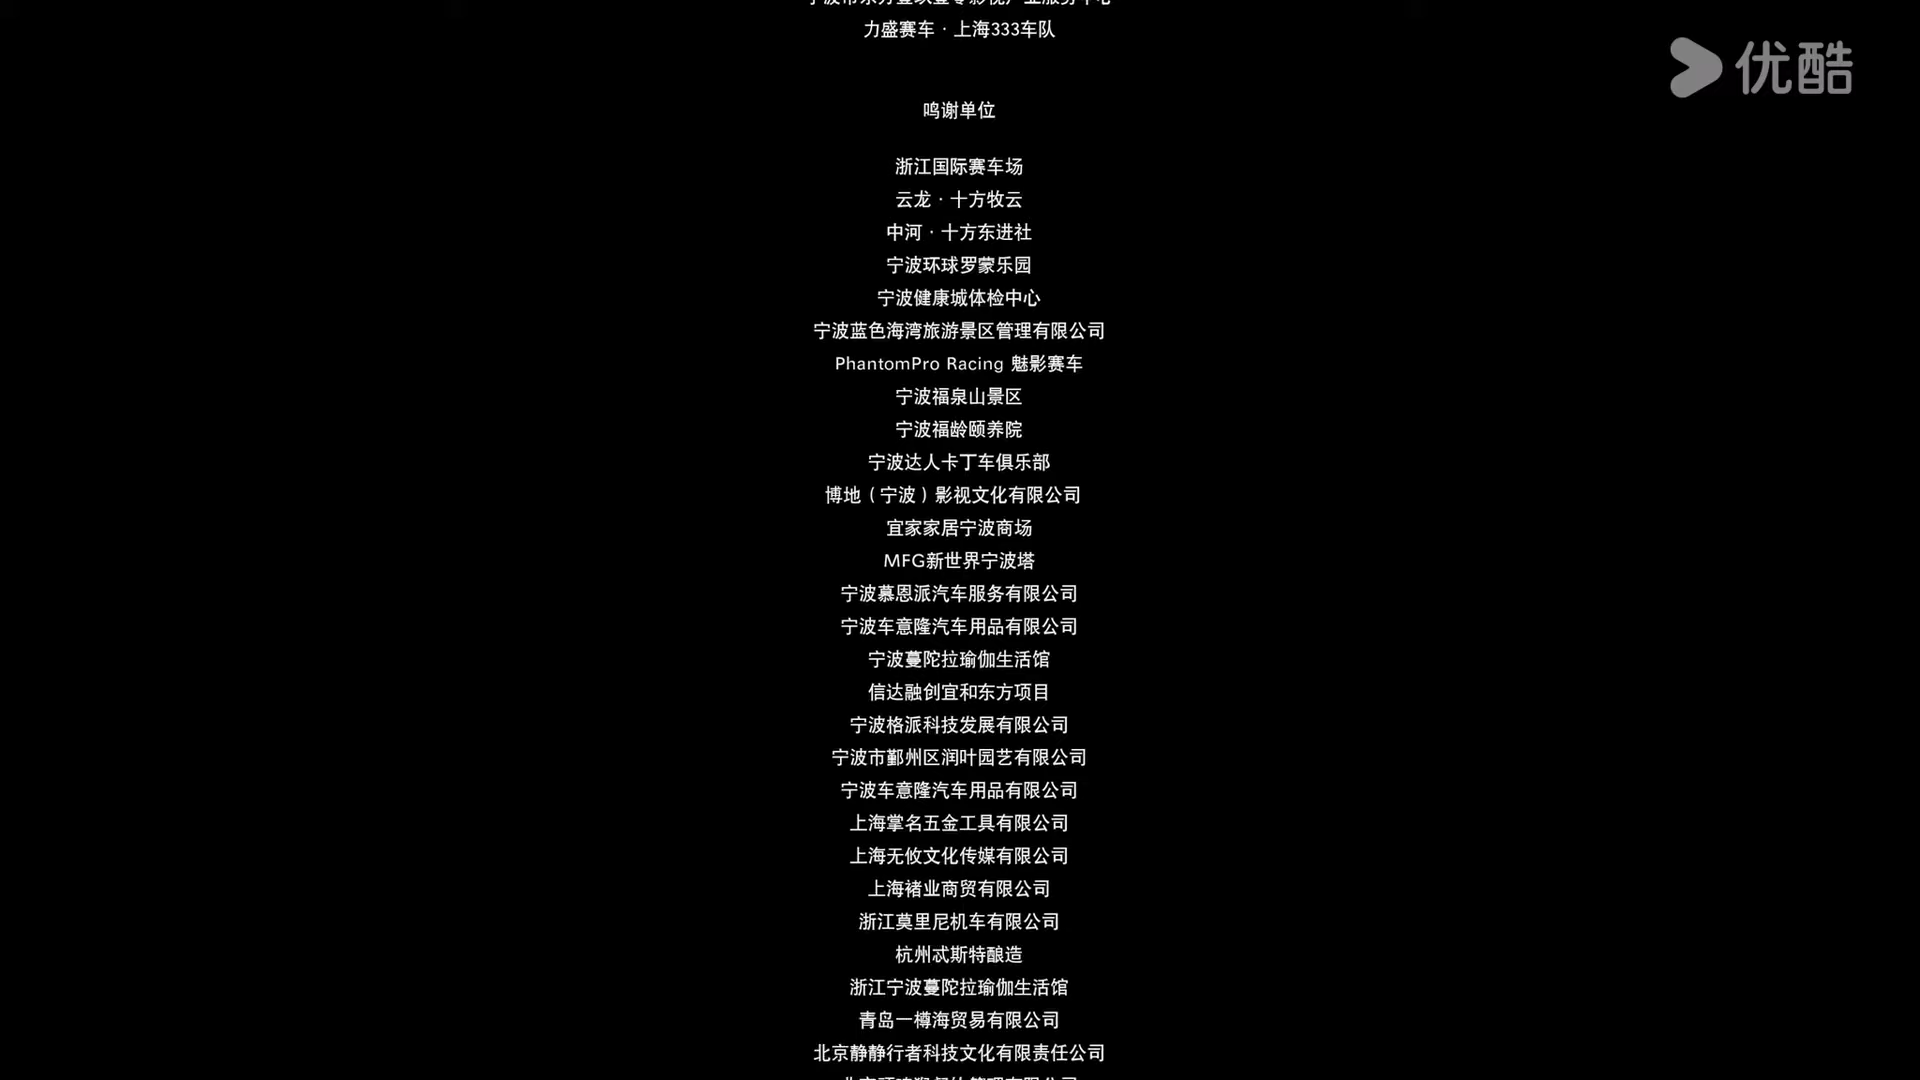 力盛赛车 · 上海333车队
优酷
鸣谢单位
浙江国际赛车场
云龙 · 十方牧云
中河 · 十方东进社
宁波环球罗蒙乐园
宁波健康城体检中心
宁波蓝色海湾旅游景区管理有限公司
PhantomPro Racing 魅影赛车
宁波福泉山景区
宁波福龄颐养院
宁波达人卡丁车俱乐部
博地（宁波）影视文化有限公司
宜家家居宁波商场
MFG新世界宁波塔
宁波慕恩派汽车服务有限公司
宁波车意隆汽车用品有限公司
宁波蔓陀拉瑜伽生活馆
信达融创宜和东方项目
宁波格派科技发展有限公司
宁波市鄞州区润叶园艺有限公司
宁波车意隆汽车用品有限公司
上海掌名五金工具有限公司
上海无攸文化传媒有限公司
上海褚业商贸有限公司
浙江莫里尼机车有限公司
杭州忒斯特酿造
浙江宁波蔓陀拉瑜伽生活馆
青岛一樽海贸易有限公司
北京静静行者科技文化有限责任公司